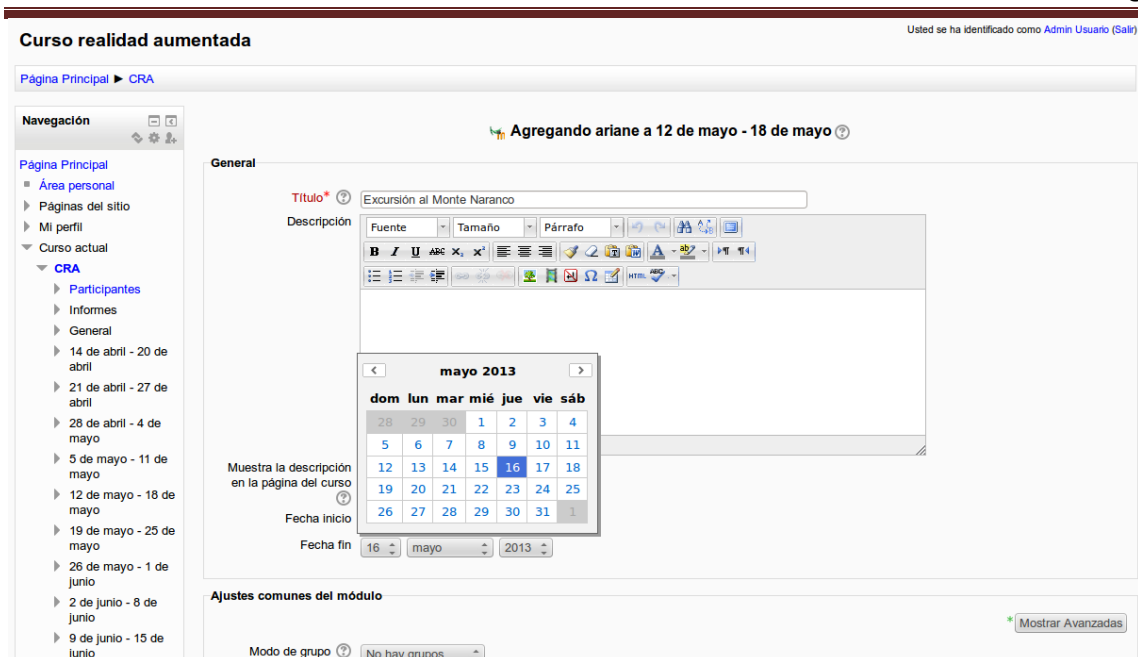 Curso realidad aumentada
Usted se ha identificado como Admin Usuario (Salir)
Página Principal ► CRA
Navegación
Página Principal
Área personal
Páginas del sitio
Mi perfil
Curso actual
CRA
Participantes
Informes
General
14 de abril - 20 de
abril
21 de abril - 27 de
abril
28 de abril - 4 de
mayo
5 de mayo - 11 de
mayo
12 de mayo - 18 de
mayo
19 de mayo - 25 de
mayo
26 de mayo - 1 de
junio
2 de junio - 8 de
junio
9 de junio - 15 de
junio
Agregando ariane a 12 de mayo - 18 de mayo
General
Título* Excursión al Monte Naranco
Descripción
Fuente Tamaño Párrafo
B I U ABC X₂ X² A ab
Ω HTML ABC
mayo 2013
dom lun mar mié jue vie sáb
28 29 30 1 2 3 4
5 6 7 8 9 10 11
12 13 14 15 16 17 18
19 20 21 22 23 24 25
26 27 28 29 30 31 1
Muestra la descripción
en la página del curso
Fecha inicio
Fecha fin 16 mayo 2013
Ajustes comunes del módulo
* Mostrar Avanzadas
Modo de grupo No hay grupos